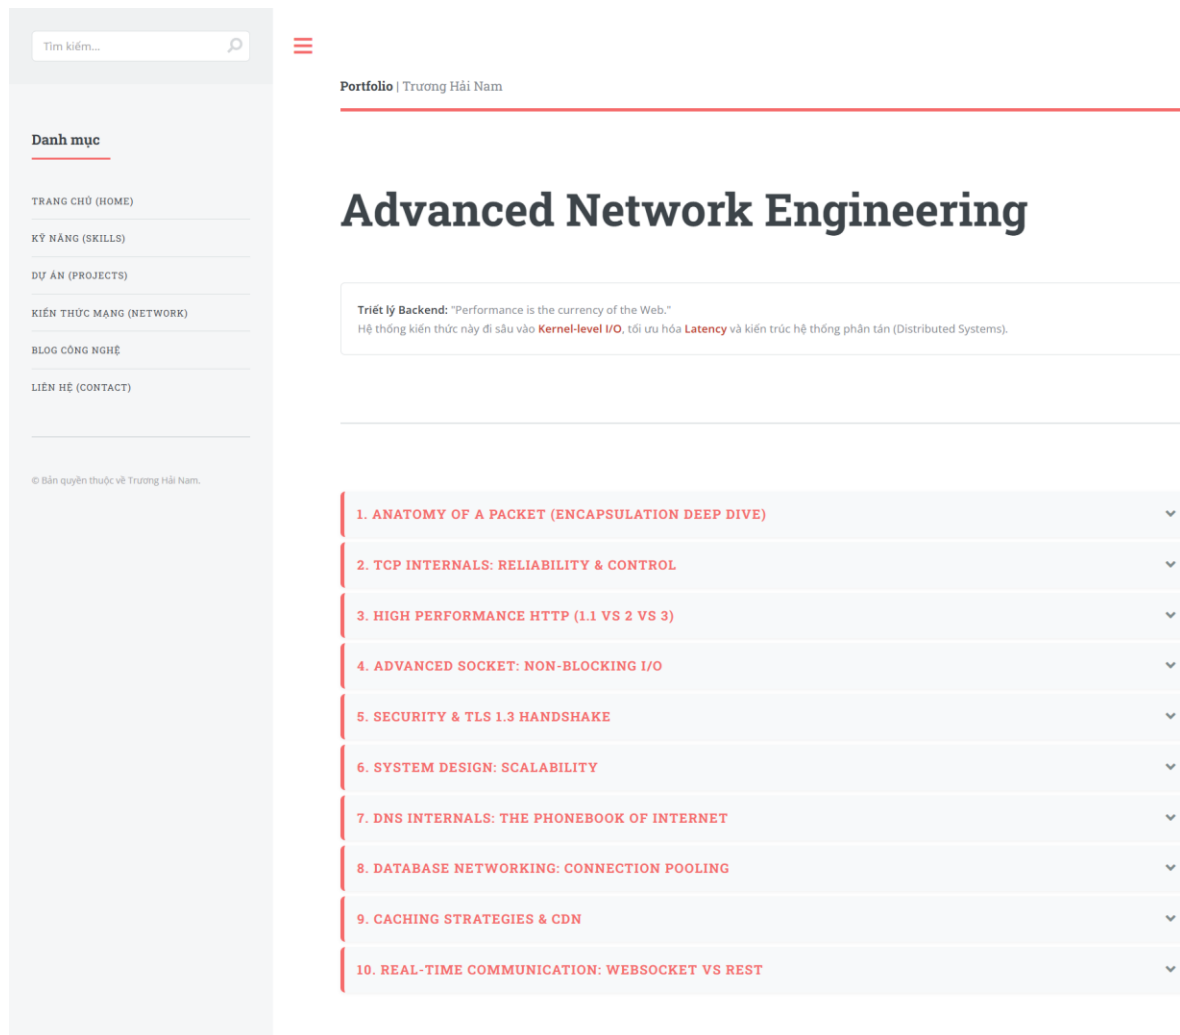 Tìm kiếm...
Portfolio | Trương Hải Nam
Danh mục
TRANG CHỦ (HOME)
KỸ NĂNG (SKILLS)
DỰ ÁN (PROJECTS)
KIẾN THỨC MẠNG (NETWORK)
BLOG CÔNG NGHỆ
LIÊN HỆ (CONTACT)
© Bản quyền thuộc về Trương Hải Nam.
Advanced Network Engineering
Triết lý Backend: "Performance is the currency of the Web."
Hệ thống kiến thức này đi sâu vào Kernel-level I/O, tối ưu hóa Latency và kiến trúc hệ thống phân tán (Distributed Systems).
1. ANATOMY OF A PACKET (ENCAPSULATION DEEP DIVE)
2. TCP INTERNALS: RELIABILITY & CONTROL
3. HIGH PERFORMANCE HTTP (1.1 VS 2 VS 3)
4. ADVANCED SOCKET: NON-BLOCKING I/O
5. SECURITY & TLS 1.3 HANDSHAKE
6. SYSTEM DESIGN: SCALABILITY
7. DNS INTERNALS: THE PHONEBOOK OF INTERNET
8. DATABASE NETWORKING: CONNECTION POOLING
9. CACHING STRATEGIES & CDN
10. REAL-TIME COMMUNICATION: WEBSOCKET VS REST